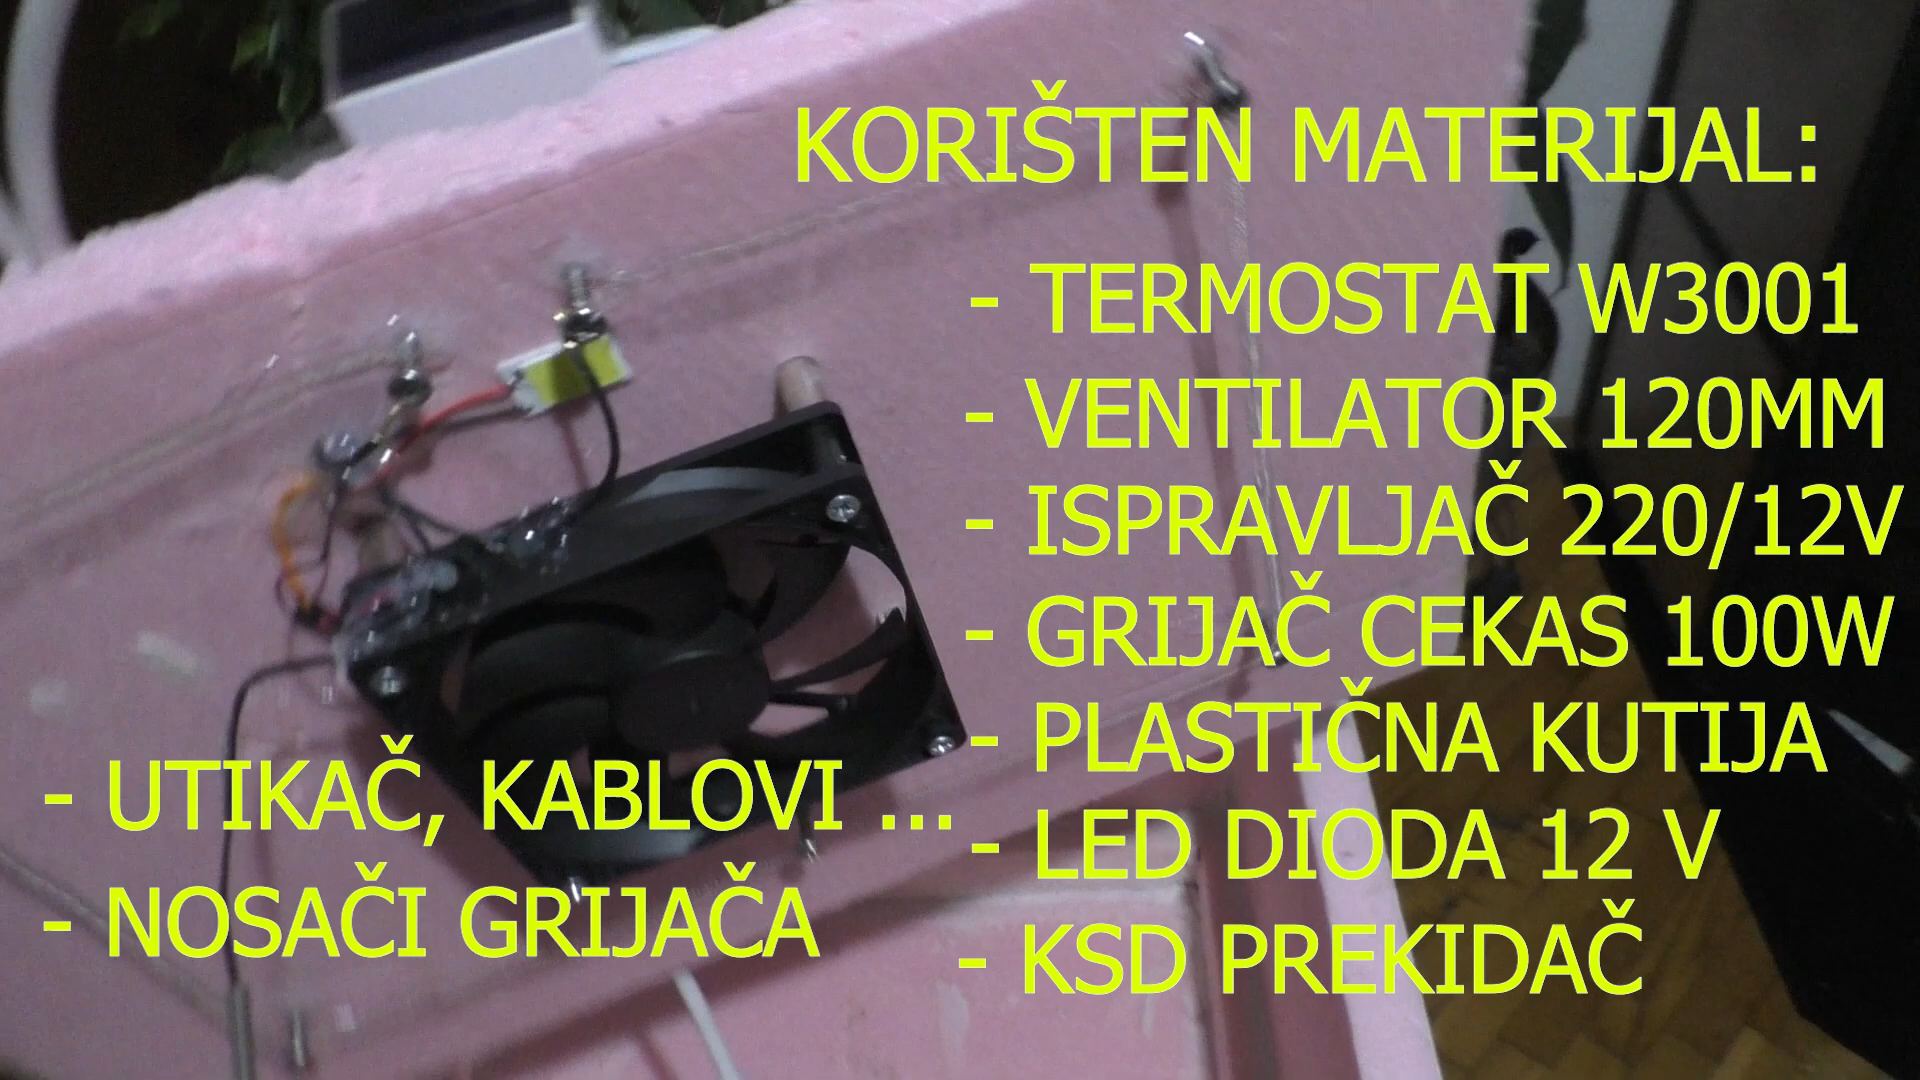 KORIŠTEN MATERIJAL:
- TERMOSTAT W3001
- VENTILATOR 120MM
- ISPRAVLJAČ 220/12V
- GRIJAČ CEKAS 100W
- PLASTIČNA KUTIJA
- LED DIODA 12 V
- KSD PREKIDAČ
- UTIKAČ, KABLOVI ...
- NOSAČI GRIJAČA